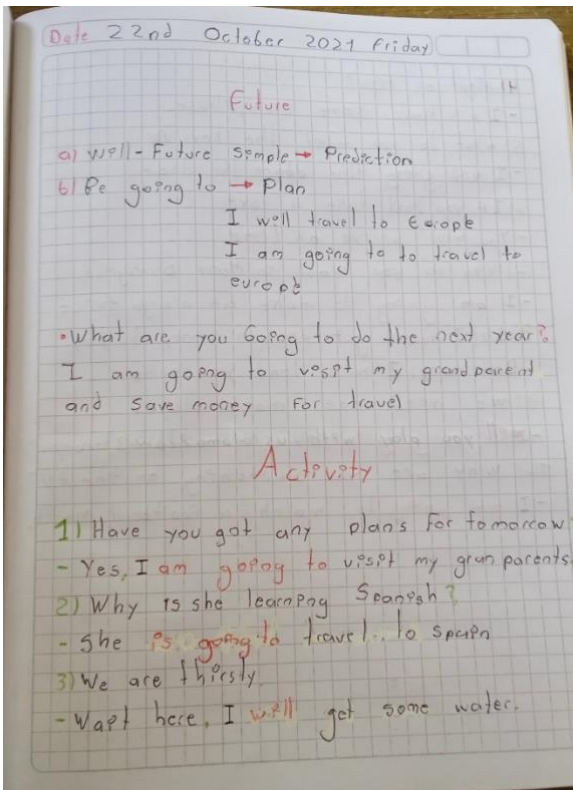 Date 22nd October 2021 Friday
14
Future
a) Will - Future simple → Prediction
b) Be going to → Plan
I will travel to Europe
I am going to to travel to
europe
• What are you Going to do the next year?
I am going to visit my grandparent
and save money For travel
Activity
1) Have you got any plans For tomorrow
- Yes, I am going to visit my gran parents.
2) Why is she learning Spanish?
- She is going to travel.. to spain
3) We are thirsty.
- Wait here, I will get some water.